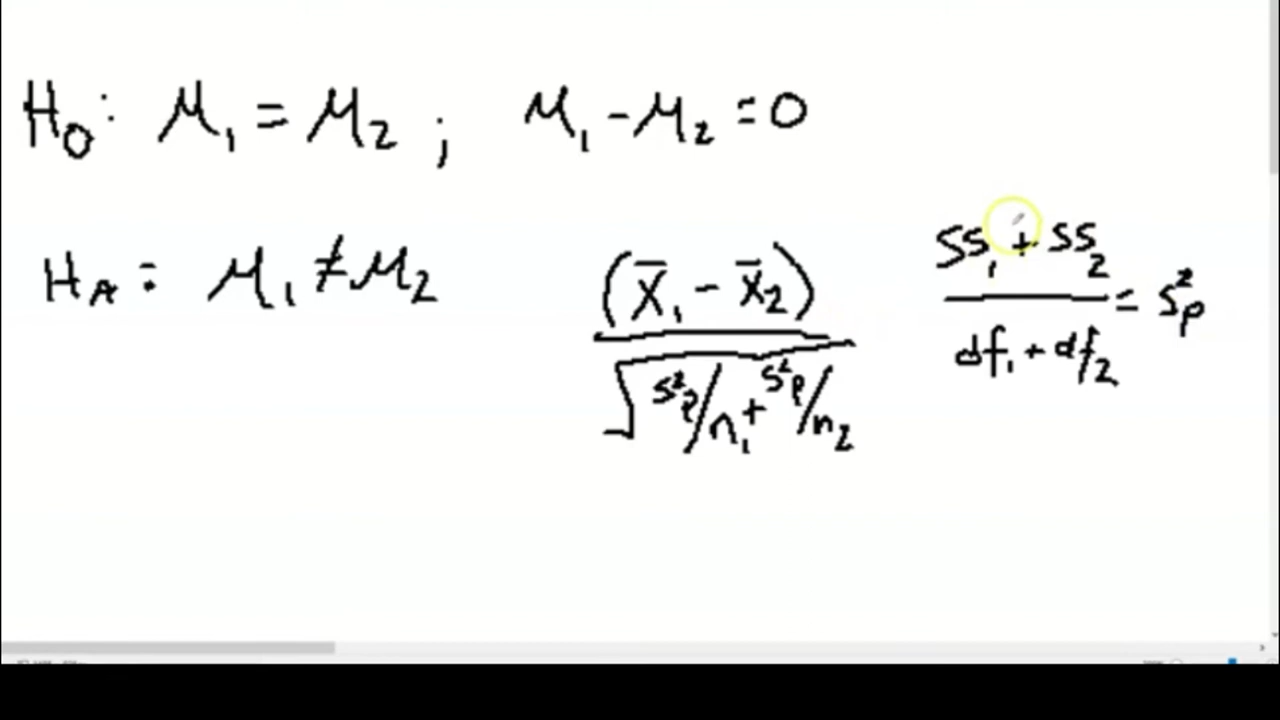 H₀: μ₁ = μ₂ ; μ₁ - μ₂ = 0
H_A: μ₁ ≠ μ₂
(x̄₁ - x̄₂)
√s²p/n₁ + s²p/n₂
SS₁ + SS₂
df₁ + df₂
= s²p